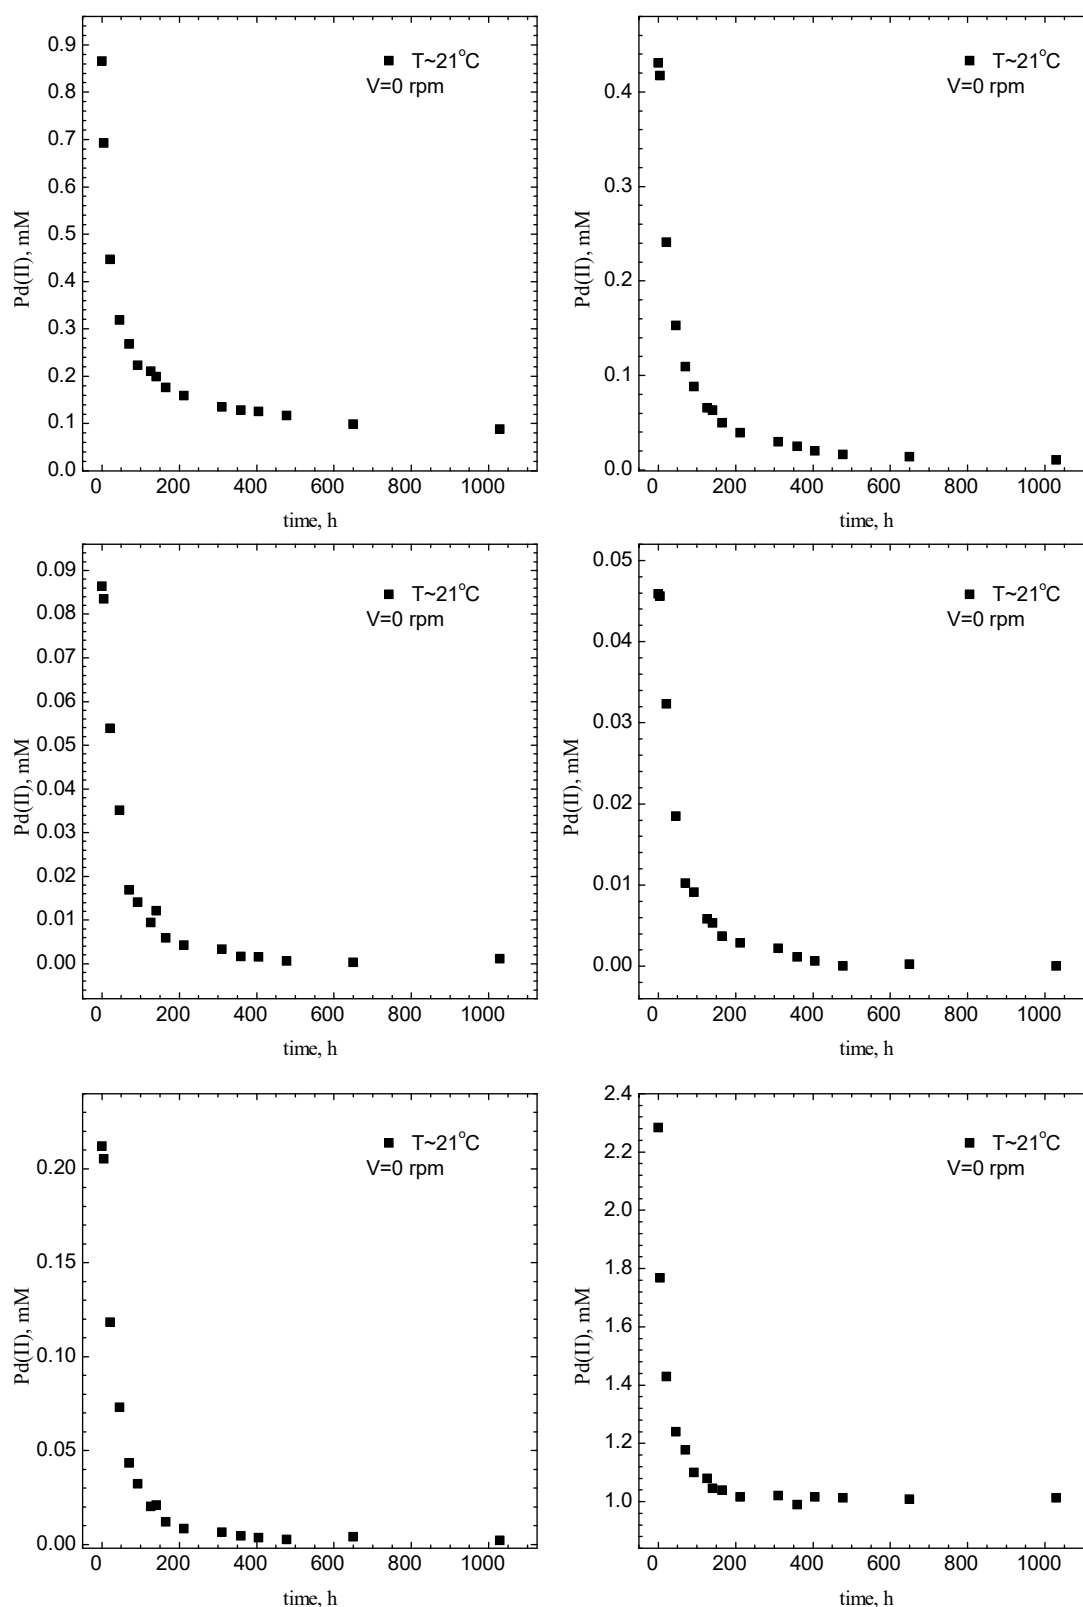 T~21°C
V=0 rpm
0.9
0.8
0.7
0.6
0.5
0.4
0.3
0.2
0.1
0.0
Pd(II), mM
0 200 400 600 800 1000
time, h
T~21°C
V=0 rpm
0.4
0.3
0.2
0.1
0.0
Pd(II), mM
0 200 400 600 800 1000
time, h
T~21°C
V=0 rpm
0.09
0.08
0.07
0.06
0.05
0.04
0.03
0.02
0.01
0.00
Pd(II), mM
0 200 400 600 800 1000
time, h
T~21°C
V=0 rpm
0.05
0.04
0.03
0.02
0.01
0.00
Pd(II), mM
0 200 400 600 800 1000
time, h
T~21°C
V=0 rpm
0.20
0.15
0.10
0.05
0.00
Pd(II), mM
0 200 400 600 800 1000
time, h
T~21°C
V=0 rpm
2.4
2.2
2.0
1.8
1.6
1.4
1.2
1.0
Pd(II), mM
0 200 400 600 800 1000
time, h